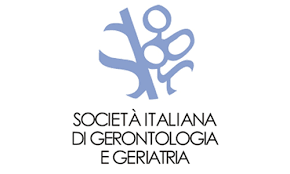 SOCIETÀ ITALIANA
DI GERONTOLOGIA
E GERIATRIA